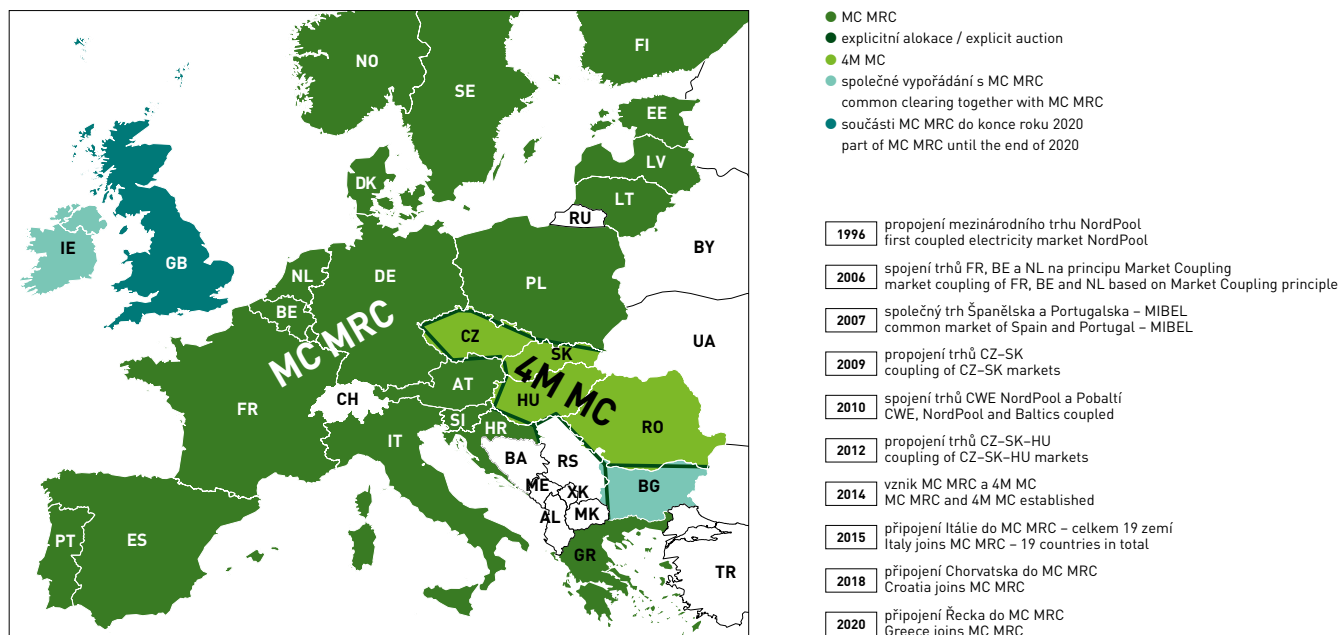 NO
SE
FI
EE
LV
LT
RU
DK
BY
IE
GB
NL
DE
PL
BE
MC MRC
CZ
SK
UA
4M MC
AT
HU
CH
FR
SI
HR
RO
IT
BA
RS
ME
XK
BG
AL
MK
PT
ES
GR
TR
MC MRC
explicitní alokace / explicit auction
4M MC
společné vypořádání s MC MRC
common clearing together with MC MRC
součásti MC MRC do konce roku 2020
part of MC MRC until the end of 2020
1996 propojení mezinárodního trhu NordPool
first coupled electricity market NordPool
2006 spojení trhů FR, BE a NL na principu Market Coupling
market coupling of FR, BE and NL based on Market Coupling principle
2007 společný trh Španělska a Portugalska – MIBEL
common market of Spain and Portugal – MIBEL
2009 propojení trhů CZ–SK
coupling of CZ–SK markets
2010 spojení trhů CWE NordPool a Pobaltí
CWE, NordPool and Baltics coupled
2012 propojení trhů CZ–SK–HU
coupling of CZ–SK–HU markets
2014 vznik MC MRC a 4M MC
MC MRC and 4M MC established
2015 připojení Itálie do MC MRC – celkem 19 zemí
Italy joins MC MRC – 19 countries in total
2018 připojení Chorvatska do MC MRC
Croatia joins MC MRC
2020 připojení Řecka do MC MRC
Greece joins MC MRC